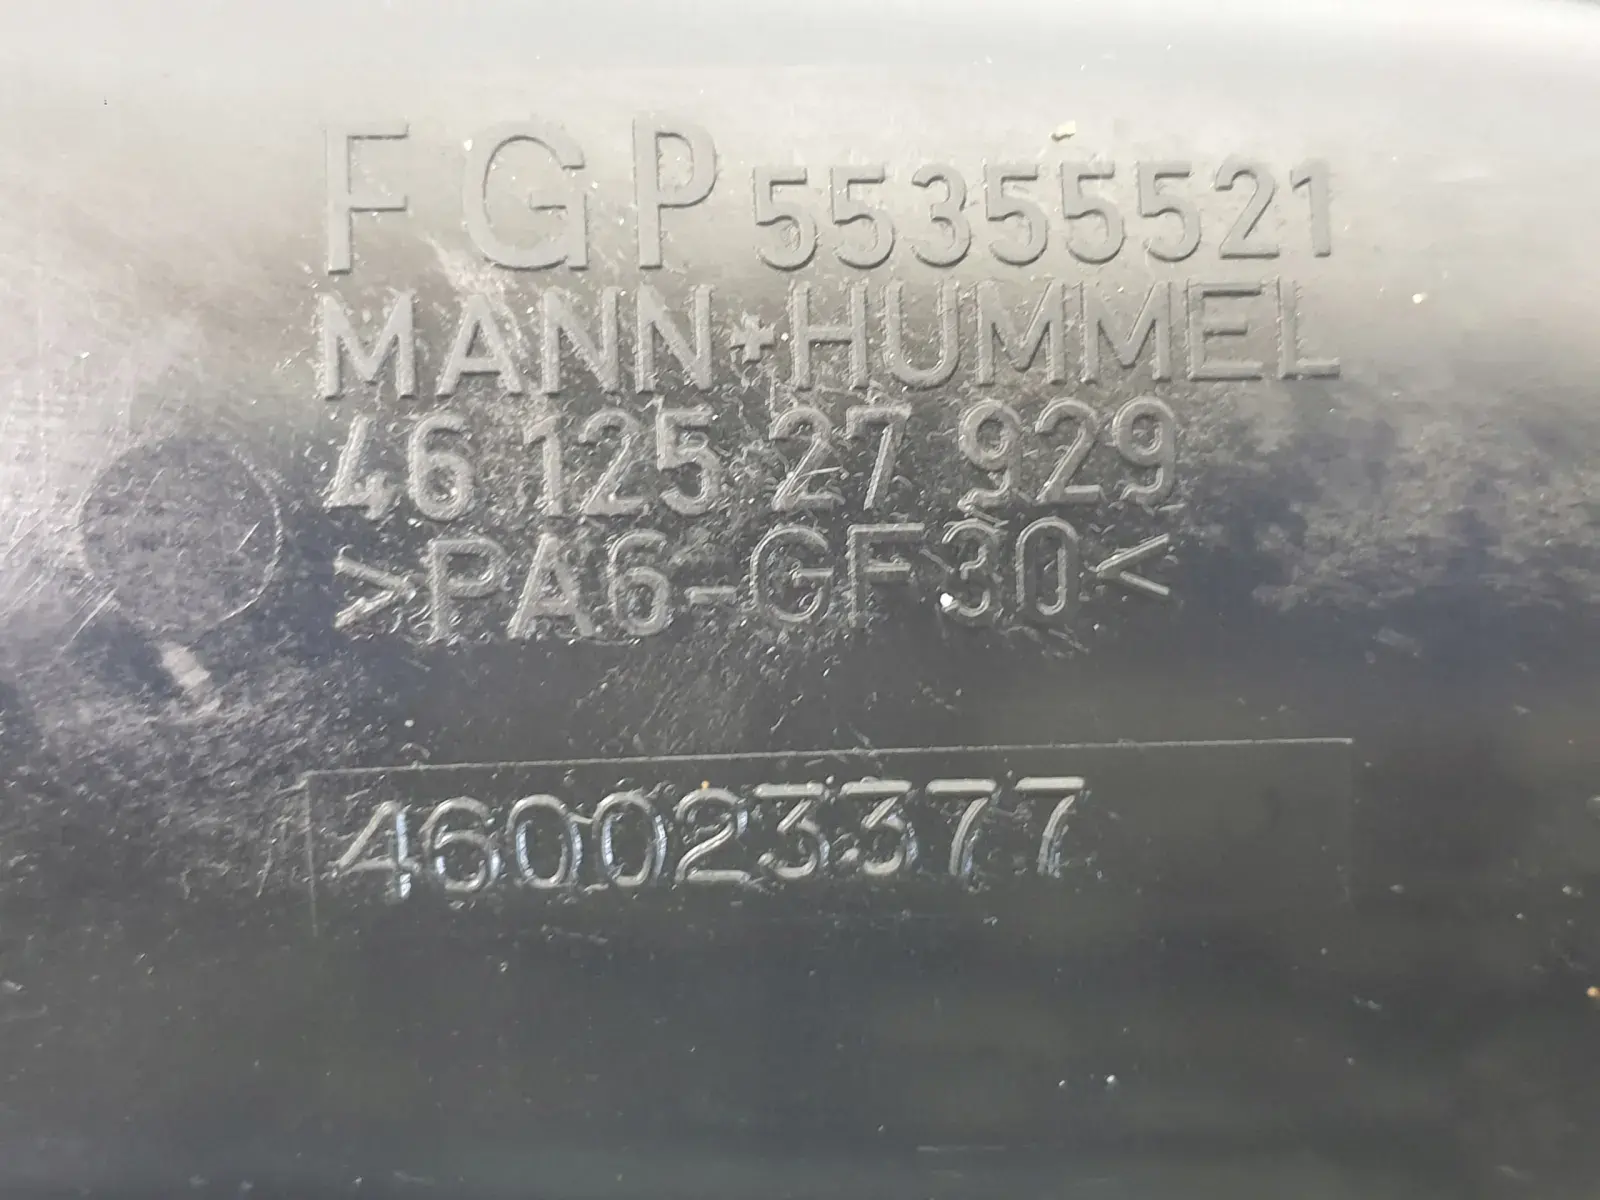 FGP 55355521
MANN+HUMMEL
46 125 27 929
>PA6-GF30<
460023377